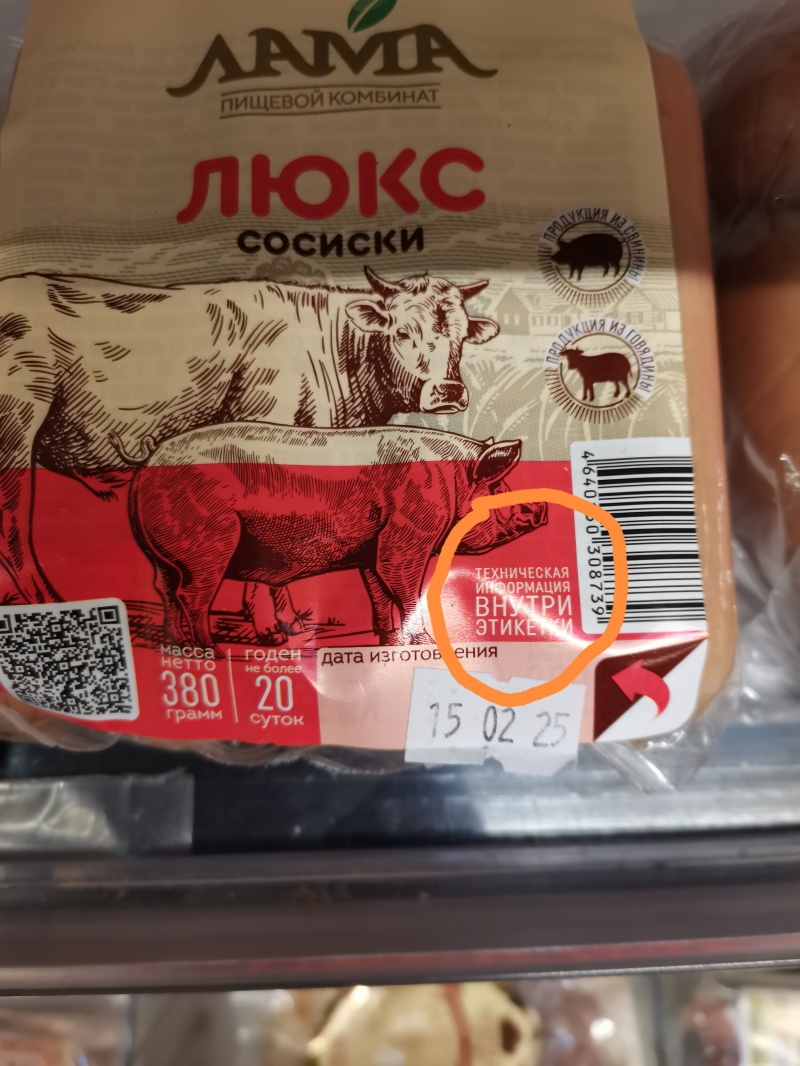 ЛАМА
ПИЩЕВОЙ КОМБИНАТ
ЛЮКС
СОСИСКИ
ПРОДУКЦИЯ ИЗ СВИНИНЫ
ПРОДУКЦИЯ ИЗ ГОВЯДИНЫ
308739
ТЕХНИЧЕСКАЯ
ИНФОРМАЦИЯ
ВНУТРИ
ЭТИКЕТКИ
масса
нетто
380
грамм
годен
не более
20
суток
дата изготовления
15 02 25